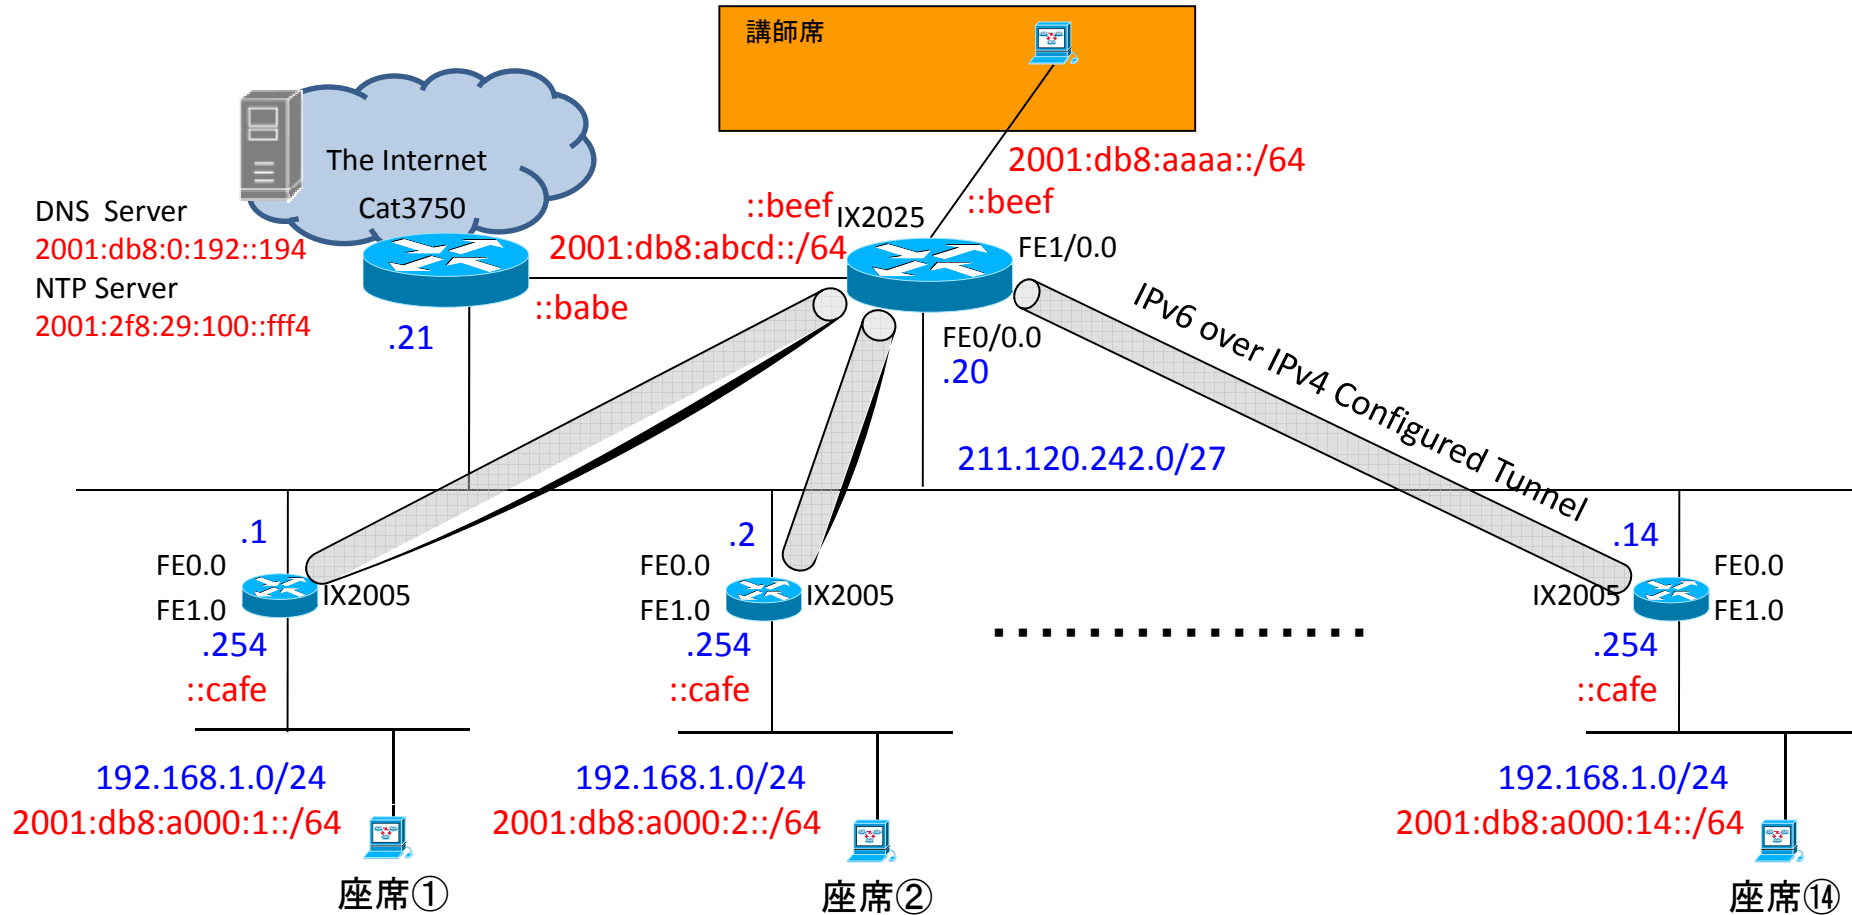 講師席
The Internet
Cat3750
DNS Server
2001:db8:0:192::194
NTP Server
2001:2f8:29:100::fff4
2001:db8:aaaa::/64
::beef
IX2025
::beef
2001:db8:abcd::/64
FE1/0.0
::babe
.21
FE0/0.0
.20
IPv6 over IPv4 Configured Tunnel
211.120.242.0/27
.1
FE0.0
IX2005
FE1.0
.254
::cafe
192.168.1.0/24
2001:db8:a000:1::/64
座席①
.2
FE0.0
IX2005
FE1.0
.254
::cafe
192.168.1.0/24
2001:db8:a000:2::/64
座席②
.14
FE0.0
IX2005
FE1.0
.254
::cafe
192.168.1.0/24
2001:db8:a000:14::/64
座席⑭